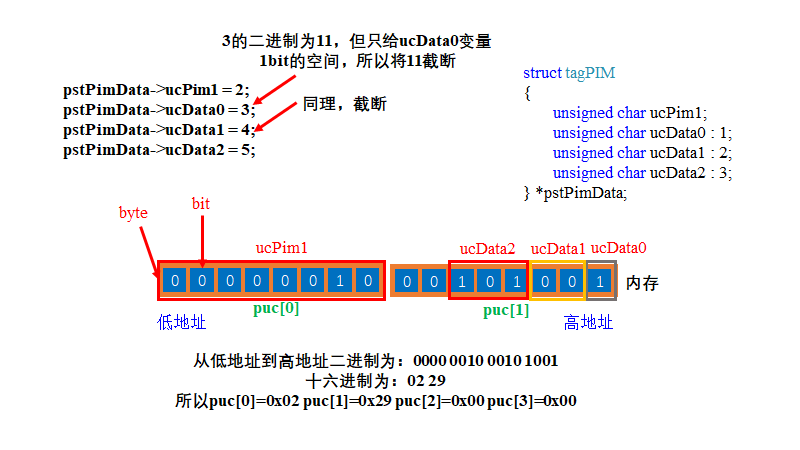 3的二进制为11，但只给ucData0变量
1bit的空间，所以将11截断
pstPimData->ucPim1 = 2;
pstPimData->ucData0 = 3;
pstPimData->ucData1 = 4;
pstPimData->ucData2 = 5;
同理，截断
struct tagPIM
{
unsigned char ucPim1;
unsigned char ucData0 : 1;
unsigned char ucData1 : 2;
unsigned char ucData2 : 3;
} *pstPimData;
byte
bit
ucPim1
ucData2
ucData1
ucData0
0 0 0 0 0 0 1 0
0 0 1 0 1 0 0 1
内存
puc[0]
puc[1]
低地址
高地址
从低地址到高地址二进制为：0000 0010 0010 1001
十六进制为：02 29
所以puc[0]=0x02 puc[1]=0x29 puc[2]=0x00 puc[3]=0x00